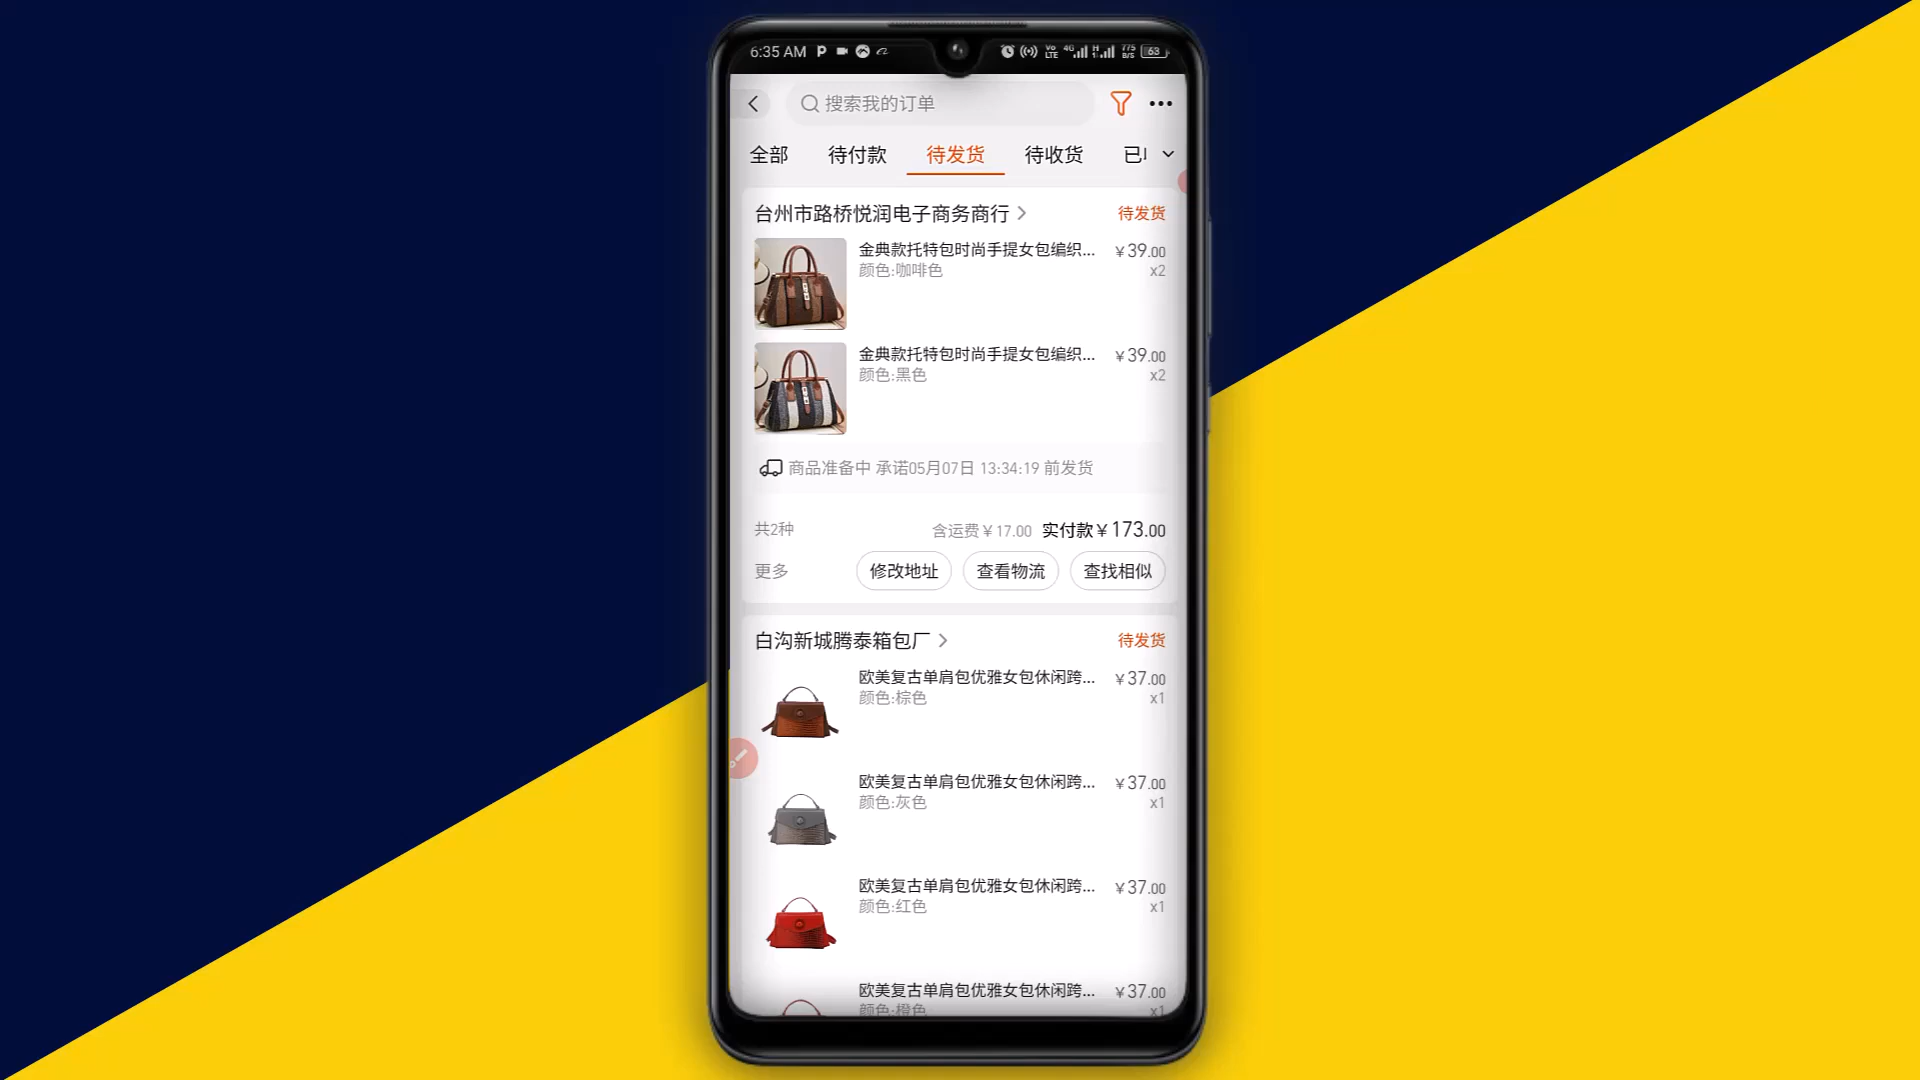 6:35 AM
Vo LTE 4G 775 B/S 63
搜索我的订单
全部 待付款 待发货 待收货
台州市路桥悦润电子商务商行 待发货
金典款托特包时尚手提女包编织... ¥39.00
颜色:咖啡色 x2
金典款托特包时尚手提女包编织... ¥39.00
颜色:黑色 x2
商品准备中 承诺05月07日 13:34:19 前发货
共2种 含运费¥17.00 实付款¥173.00
更多 修改地址 查看物流 查找相似
白沟新城腾泰箱包厂 待发货
欧美复古单肩包优雅女包休闲跨... ¥37.00
颜色:棕色 x1
欧美复古单肩包优雅女包休闲跨... ¥37.00
颜色:灰色 x1
欧美复古单肩包优雅女包休闲跨... ¥37.00
颜色:红色 x1
欧美复古单肩包优雅女包休闲跨... ¥37.00
颜色:橙色 x1